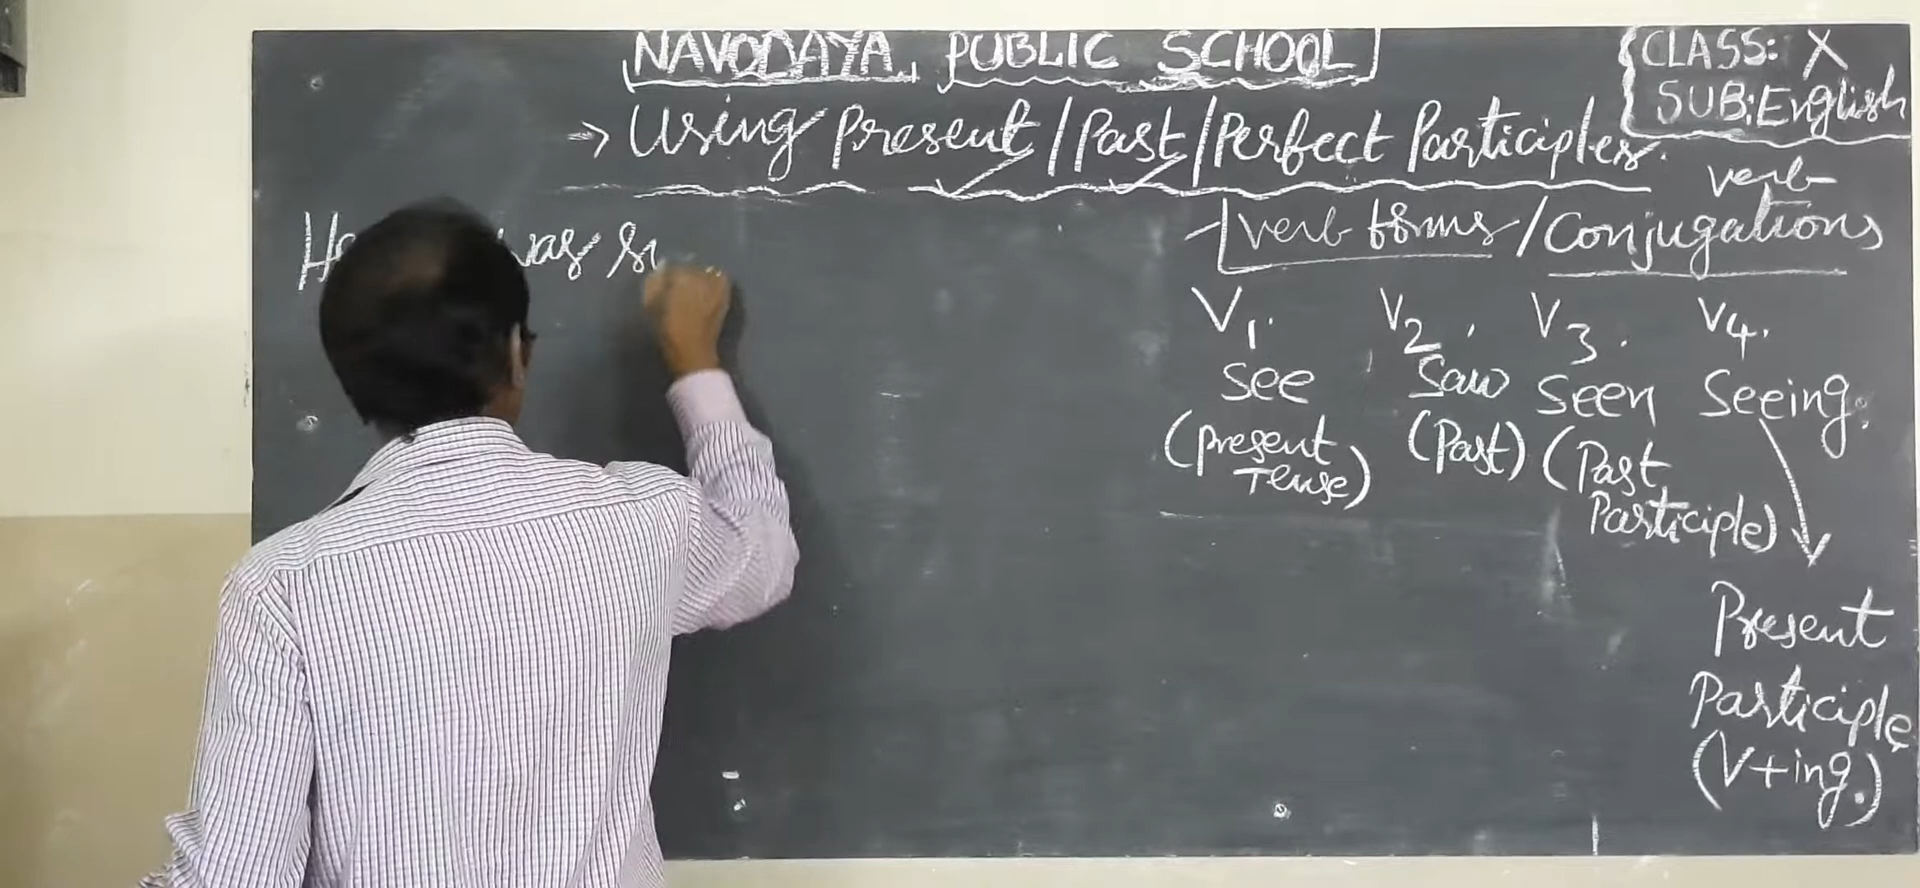 NAVODAYA PUBLIC SCHOOL
CLASS: X
SUB: English
→ Using Present / Past / Perfect Participles.
verb
verb forms / Conjugations
was
V1. V2. V3. V4.
see saw seen seeing.
(Present Tense) (Past) (Past Participle)
Present
Participle
(V+ing.)